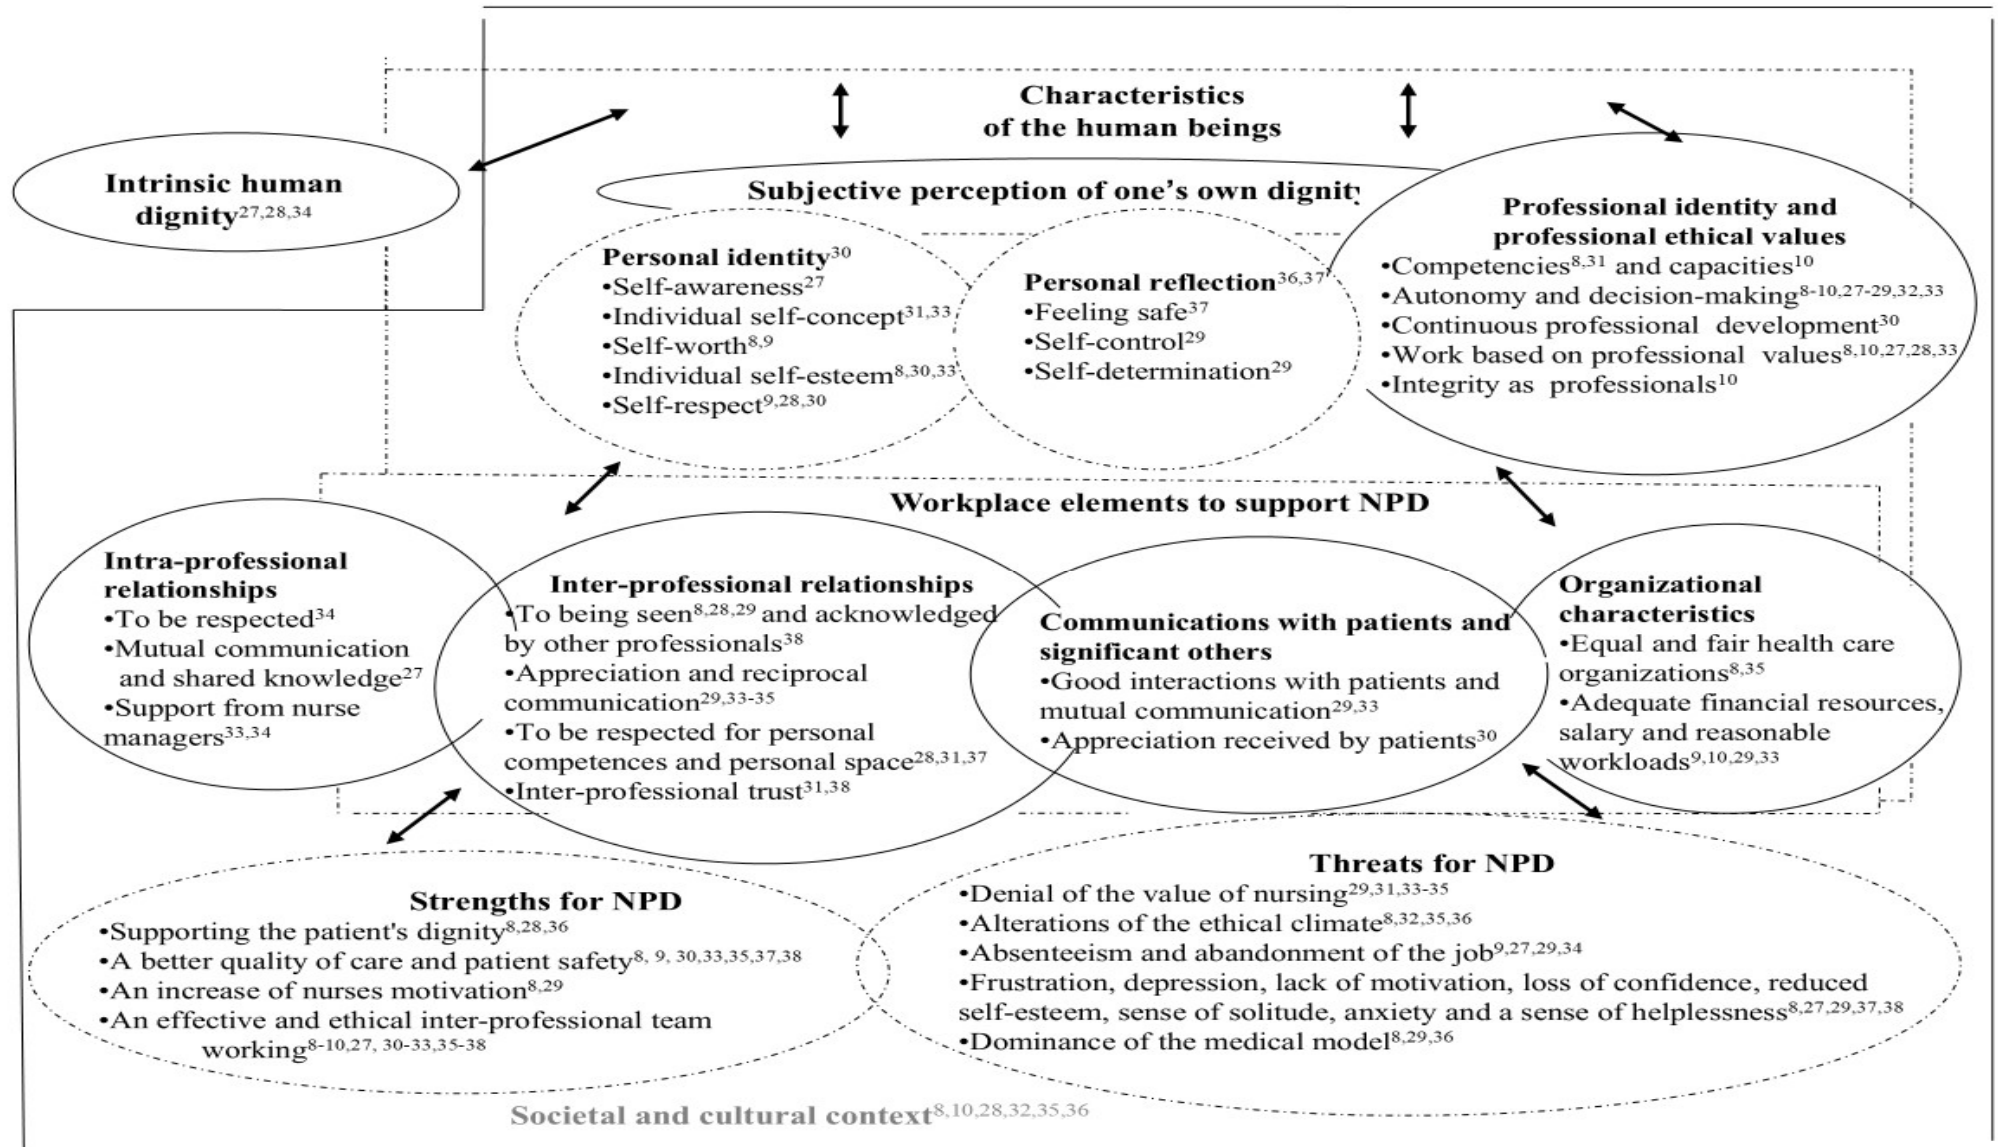 Characteristics
of the human beings
Intrinsic human
dignity27,28,34
Subjective perception of one’s own dignity
Personal identity30
•Self-awareness27
•Individual self-concept31,33
•Self-worth8,9
•Individual self-esteem8,30,33
•Self-respect9,28,30
Personal reflection36,37
•Feeling safe37
•Self-control29
•Self-determination29
Professional identity and
professional ethical values
•Competencies8,31 and capacities10
•Autonomy and decision-making8-10,27-29,32,33
•Continuous professional development30
•Work based on professional values8,10,27,28,33
•Integrity as professionals10
Workplace elements to support NPD
Intra-professional
relationships
•To be respected34
•Mutual communication
and shared knowledge27
•Support from nurse
managers33,34
Inter-professional relationships
•To being seen8,28,29 and acknowledged
by other professionals38
•Appreciation and reciprocal
communication29,33-35
•To be respected for personal
competences and personal space28,31,37
•Inter-professional trust31,38
Communications with patients and
significant others
•Good interactions with patients and
mutual communication29,33
•Appreciation received by patients30
Organizational
characteristics
•Equal and fair health care
organizations8,35
•Adequate financial resources,
salary and reasonable
workloads9,10,29,33
Strengths for NPD
•Supporting the patient's dignity8,28,36
•A better quality of care and patient safety8, 9, 30,33,35,37,38
•An increase of nurses motivation8,29
•An effective and ethical inter-professional team
working8-10,27, 30-33,35-38
Threats for NPD
•Denial of the value of nursing29,31,33-35
•Alterations of the ethical climate8,32,35,36
•Absenteeism and abandonment of the job9,27,29,34
•Frustration, depression, lack of motivation, loss of confidence, reduced
self-esteem, sense of solitude, anxiety and a sense of helplessness8,27,29,37,38
•Dominance of the medical model8,29,36
Societal and cultural context8,10,28,32,35,36